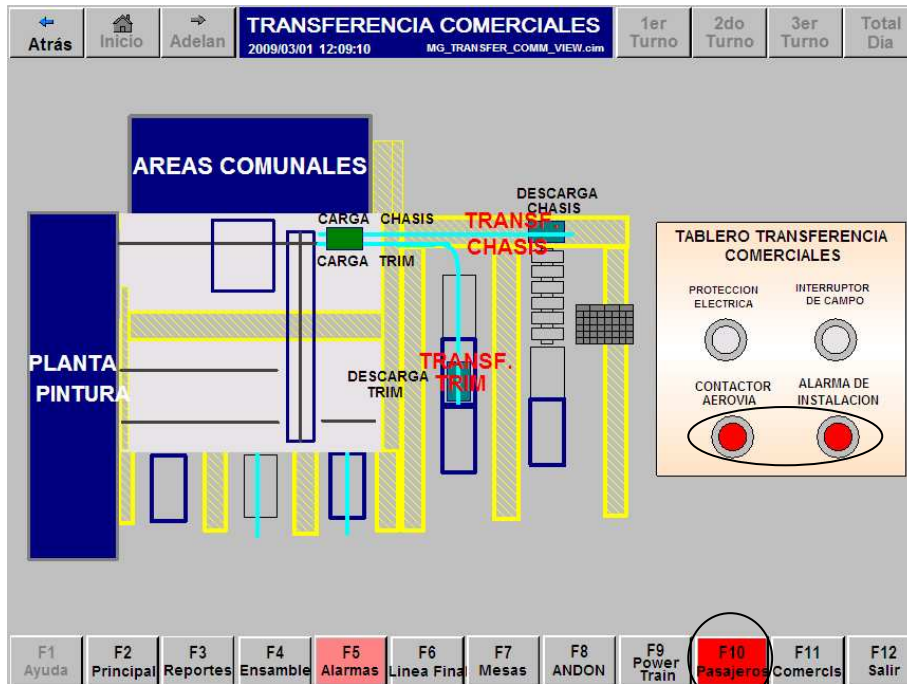 Atrás
Inicio
Adelan
TRANSFERENCIA COMERCIALES
2009/03/01 12:09:10 MG_TRANSFER_COMM_VIEW.cim
1er
Turno
2do
Turno
3er
Turno
Total
Dia
AREAS COMUNALES
DESCARGA
CHASIS
CARGA CHASIS
TRANSF.
CHASIS
CARGA TRIM
PLANTA
PINTURA
TRANSF.
TRIM
DESCARGA
TRIM
TABLERO TRANSFERENCIA
COMERCIALES
PROTECCION
ELECTRICA
INTERRUPTOR
DE CAMPO
CONTACTOR
AEROVIA
ALARMA DE
INSTALACION
F1
Ayuda
F2
Principal
F3
Reportes
F4
Ensamble
F5
Alarmas
F6
Linea Final
F7
Mesas
F8
ANDON
F9
Power
Train
F10
Pasajeros
F11
Comercls
F12
Salir